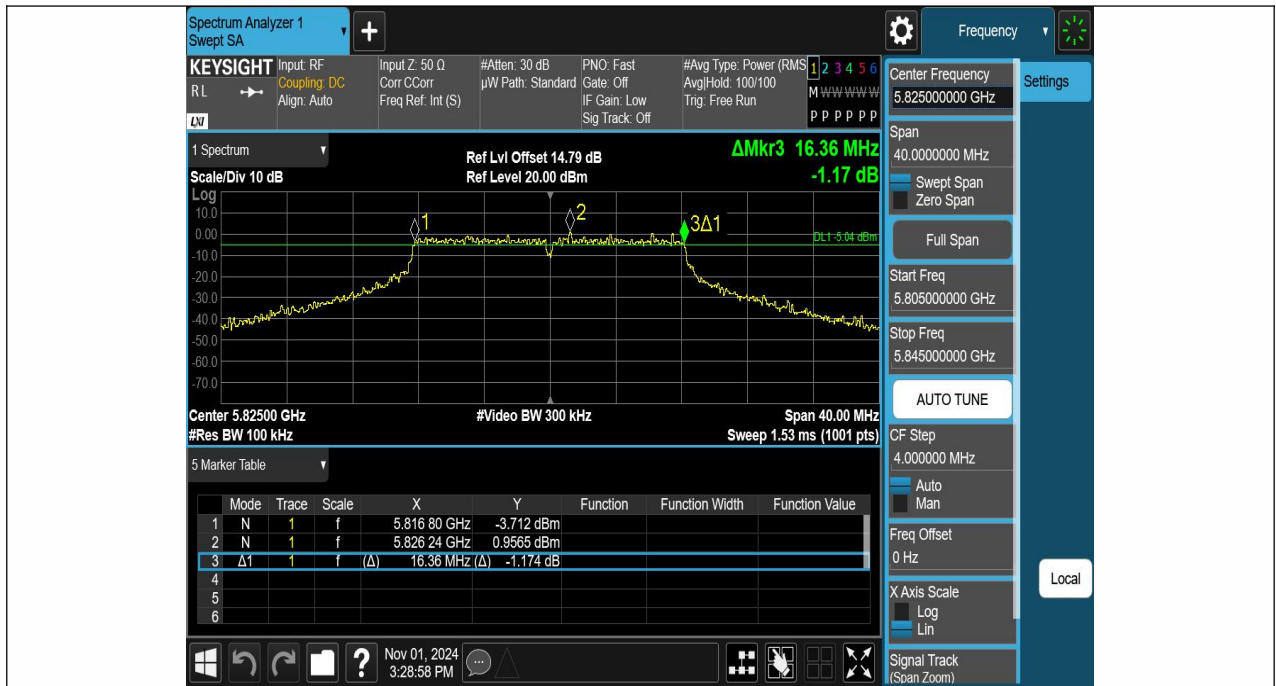 Spectrum Analyzer 1
Swept SA
+
Frequency
KEYSIGHT
RL
LXI
Input: RF
Coupling: DC
Align: Auto
Input Z: 50 Ω
Corr CCorr
Freq Ref: Int (S)
#Atten: 30 dB
µW Path: Standard
PNO: Fast
Gate: Off
IF Gain: Low
Sig Track: Off
#Avg Type: Power (RMS
Avg|Hold: 100/100
Trig: Free Run
1 2 3 4 5 6
M W W W W W
P P P P P P
1 Spectrum
Scale/Div 10 dB
Ref Lvl Offset 14.79 dB
Ref Level 20.00 dBm
ΔMkr3 16.36 MHz
-1.17 dB
Log
10.0
0.00
-10.0
-20.0
-30.0
-40.0
-50.0
-60.0
-70.0
1
2
3Δ1
DL1 -5.04 dBm
Center 5.82500 GHz
#Res BW 100 kHz
#Video BW 300 kHz
Span 40.00 MHz
Sweep 1.53 ms (1001 pts)
5 Marker Table
Mode Trace Scale X Y Function Function Width Function Value
1 N 1 f 5.816 80 GHz -3.712 dBm
2 N 1 f 5.826 24 GHz 0.9565 dBm
3 Δ1 1 f (Δ) 16.36 MHz (Δ) -1.174 dB
4
5
6
?
Nov 01, 2024
3:28:58 PM
Settings
Center Frequency
5.825000000 GHz
Span
40.0000000 MHz
Swept Span
Zero Span
Full Span
Start Freq
5.805000000 GHz
Stop Freq
5.845000000 GHz
AUTO TUNE
CF Step
4.000000 MHz
Auto
Man
Freq Offset
0 Hz
X Axis Scale
Log
Lin
Signal Track
(Span Zoom)
Local